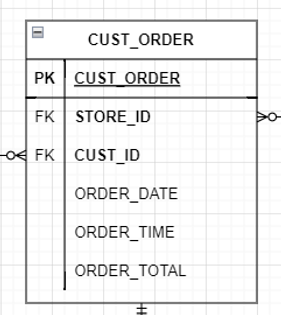 CUST_ORDER
PK CUST_ORDER
FK STORE_ID
FK CUST_ID
ORDER_DATE
ORDER_TIME
ORDER_TOTAL